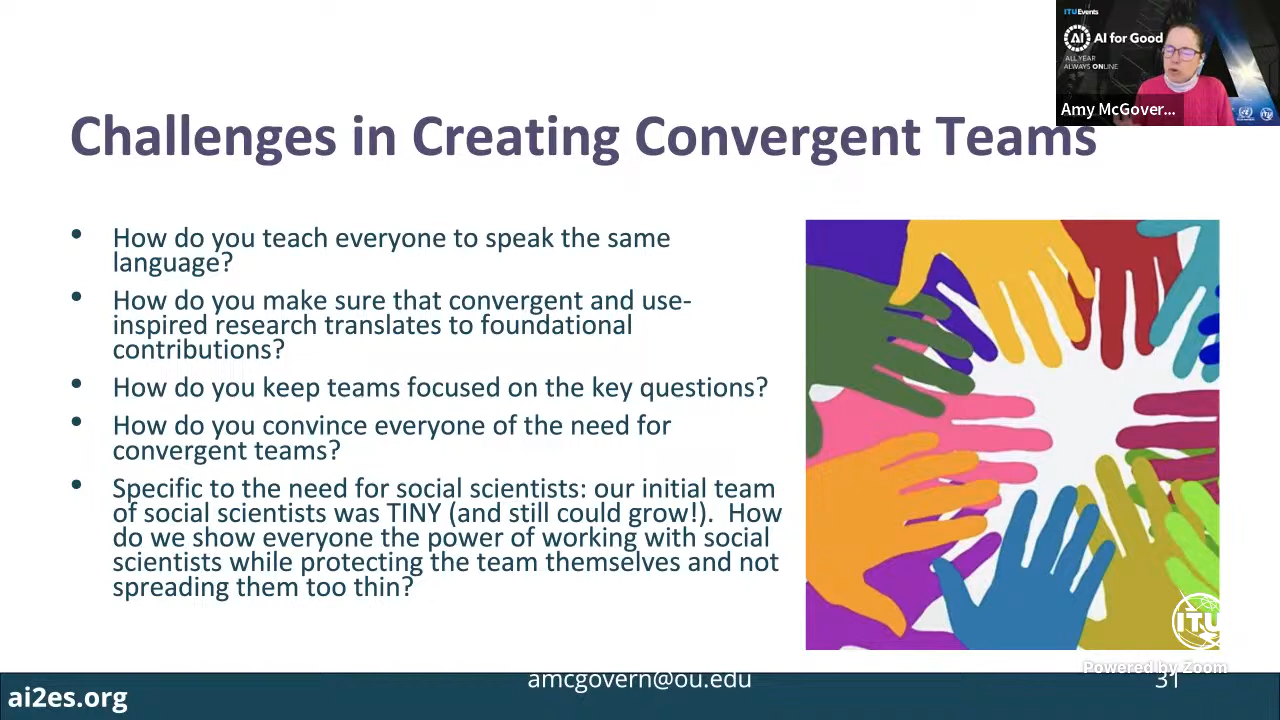 ITUEvents
AI AI for Good
ALL YEAR
ALWAYS ONLINE
Amy McGover...
Challenges in Creating Convergent Teams
• How do you teach everyone to speak the same
language?
• How do you make sure that convergent and use-
inspired research translates to foundational
contributions?
• How do you keep teams focused on the key questions?
• How do you convince everyone of the need for
convergent teams?
• Specific to the need for social scientists: our initial team
of social scientists was TINY (and still could grow!). How
do we show everyone the power of working with social
scientists while protecting the team themselves and not
spreading them too thin?
ITU
Powered by Zoom
amcgovern@ou.edu
31
ai2es.org